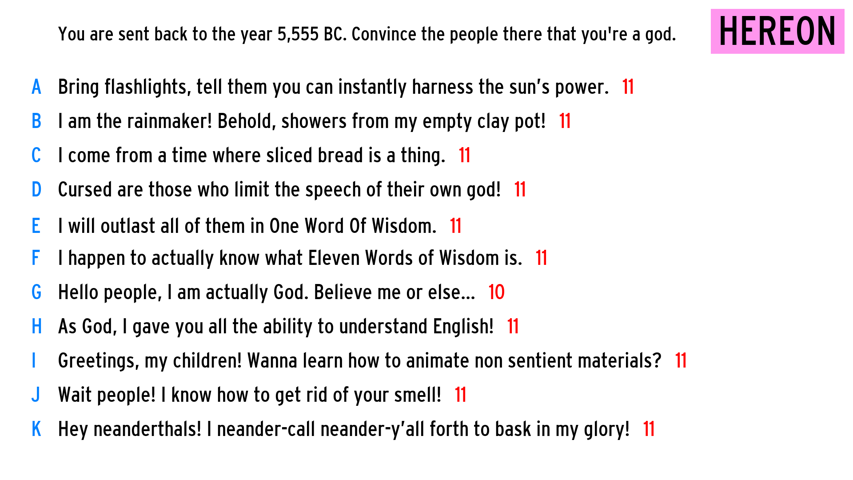 You are sent back to the year 5,555 BC. Convince the people there that you're a god.
HEREON
A Bring flashlights, tell them you can instantly harness the sun’s power. 11
B I am the rainmaker! Behold, showers from my empty clay pot! 11
C I come from a time where sliced bread is a thing. 11
D Cursed are those who limit the speech of their own god! 11
E I will outlast all of them in One Word Of Wisdom. 11
F I happen to actually know what Eleven Words of Wisdom is. 11
G Hello people, I am actually God. Believe me or else... 10
H As God, I gave you all the ability to understand English! 11
I Greetings, my children! Wanna learn how to animate non sentient materials? 11
J Wait people! I know how to get rid of your smell! 11
K Hey neanderthals! I neander-call neander-y’all forth to bask in my glory! 11